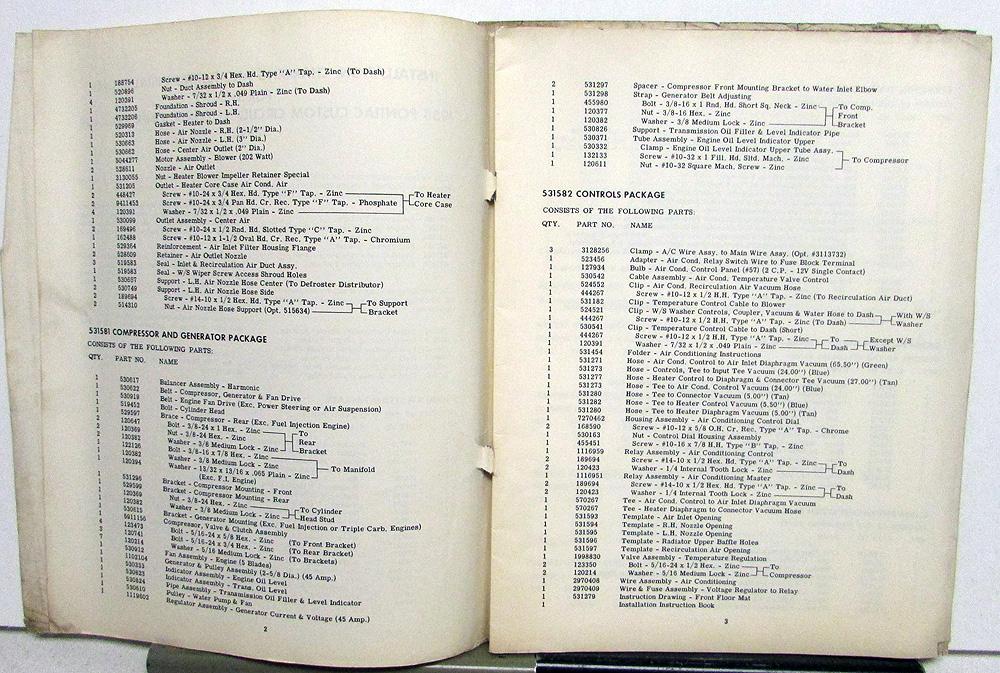 1 188754 Screw - #10-12 x 3/4 Hex. Hd. Type "A" Tap. - Zinc (To Dash)
1 520896 Nut - Duct Assembly to Dash
4 120391 Washer - 7/32 x 1/2 x .049 Plain - Zinc (To Dash)
1 4732205 Foundation - Shroud - R.H.
1 4732206 Foundation - Shroud - L.H.
1 529969 Gasket - Heater to Dash
1 520313 Hose - Air Nozzle - R.H. (2-1/2" Dia.)
1 530663 Hose - Air Nozzle - L.H. (3" Dia.)
1 530662 Hose - Center Air Outlet (2" Dia.)
1 5044277 Motor Assembly - Blower (202 Watt)
2 528611 Nozzle - Air Outlet
1 3130055 Nut - Heater Blower Impeller Retainer Special
1 531205 Outlet - Heater Core Case Air Cond. Air
2 448427 Screw - #10-24 x 3/4 Hex. Hd. Type "F" Tap. - Zinc To Heater
2 9411453 Screw - #10-24 x 3/4 Pan Hd. Cr. Rec. Type "F" Tap. - Phosphate Core Case
4 120391 Washer - 7/32 x 1/2 x .049 Plain - Zinc
1 530099 Outlet Assembly - Center Air
2 169496 Screw - #10-24 x 1/2 Rnd. Hd. Slotted Type "C" Tap. - Zinc
1 162488 Screw - #10-12 x 1-1/2 Oval Hd. Cr. Rec. Type "A" Tap. - Chromium
1 529364 Reinforcement - Air Inlet Filter Housing Flange
2 528609 Retainer - Air Outlet Nozzle
3 519583 Seal - Inlet & Recirculation Air Duct Assy.
1 519583 Seal - W/S Wiper Screw Access Shroud Holes
1 530657 Support - L.H. Air Nozzle Hose Center (To Defroster Distributor)
1 530749 Support - L.H. Air Nozzle Hose Side
2 189694 Screw - #14-10 x 1/2 Hex. Hd. Type "A" Tap. - Zinc To Support
2 514310 Nut - Air Nozzle Hose Support (Opt. 515634) Bracket
531581 COMPRESSOR AND GENERATOR PACKAGE
CONSISTS OF THE FOLLOWING PARTS:
QTY. PART NO. NAME
1 530617 Balancer Assembly - Harmonic
1 530622 Belt - Compressor, Generator & Fan Drive
1 530919 Belt - Engine Fan Drive (Exc. Power Steering or Air Suspension)
1 519452 Bolt - Cylinder Head
1 529597 Brace - Compressor - Rear (Exc. Fuel Injection Engine)
2 120647 Bolt - 3/8-24 x 1 Hex - Zinc To
120369 Nut - 3/8-24 Hex. - Zinc Rear
120382 Washer - 3/8 Medium Lock - Zinc Bracket
122126 Bolt - 3/8-16 x 7/8 Hex - Zinc
120382 Washer - 3/8 Medium Lock - Zinc To Manifold
120394 Washer - 13/32 x 13/16 x .065 Plain - Zinc
(Exc. F.I. Engine)
531296 Bracket - Compressor Mounting - Front
529599 Bracket - Compressor Mounting - Rear
120369 Nut - 3/8-24 Hex. - Zinc To Cylinder
120382 Washer - 3/8 Medium Lock - Zinc Head Stud
530615 Bracket - Generator Mounting (Exc. Fuel Injection or Triple Carb. Engines)
5911156 Compressor, Valve & Clutch Assembly
121473 Bolt - 5/16-24 x 5/8 Hex. - Zinc (To Front Bracket)
120741 Bolt - 5/16-24 x 3/4 Hex. - Zinc (To Rear Bracket)
120214 Washer - 5/16 Medium Lock - Zinc (To Brackets)
530912 Fan Assembly - Engine (5 Blades)
1102104 Generator & Pulley Assembly (2-5/8 Dia.) (45 Amp.)
530333 Indicator Assembly - Engine Oil Level
530825 Indicator Assembly - Trans. Oil Level
530824 Pipe Assembly - Transmission Oil Filler & Level Indicator
530610 Pulley - Water Pump & Fan
1119602 Regulator Assembly - Generator Current & Voltage (45 Amp.)
2
2 531297 Spacer - Compressor Front Mounting Bracket to Water Inlet Elbow
1 531298 Strap - Generator Belt Adjusting
1 455980 Bolt - 3/8-16 x 1 Rnd. Hd. Short Sq. Neck - Zinc To Comp.
1 120377 Nut - 3/8-16 Hex. - Zinc Front
1 120382 Washer - 3/8 Medium Lock - Zinc Bracket
1 530826 Support - Transmission Oil Filler & Level Indicator Pipe
1 530371 Tube Assembly - Engine Oil Level Indicator Upper
1 530332 Clamp - Engine Oil Level Indicator Upper Tube Assy.
1 132133 Screw - #10-32 x 1 Fill. Hd. Sltd. Mach. - Zinc To Compressor
1 120611 Nut - #10-32 Square Mach. Screw - Zinc
531582 CONTROLS PACKAGE
CONSISTS OF THE FOLLOWING PARTS:
QTY. PART NO. NAME
3 3128256 Clamp - A/C Wire Assy. to Main Wire Assy. (Opt. #3113732)
1 523456 Adapter - Air Cond. Relay Switch Wire to Fuse Block Terminal
1 127934 Bulb - Air Cond. Control Panel (#57) (2 C.P. - 12V Single Contact)
1 530542 Cable Assembly - Air Cond. Temperature Valve Control
1 524552 Clip - Air Cond. Recirculation Air Vacuum Hose
1 444267 Screw - #10-12 x 1/2 H.H. Type "A" Tap. - Zinc (To Recirculation Air Duct)
1 531182 Clip - Temperature Control Cable to Blower
1 524521 Clip - W/S Washer Controls, Coupler, Vacuum & Water Hose to Dash With W/S
1 444267 Screw - #10-12 x 1/2 H.H. Type "A" Tap. - Zinc (To Dash) Washer
1 530541 Clip - Temperature Control Cable to Dash (Short)
1 444267 Screw - #10-12 x 1/2 H.H. Type "A" Tap. - Zinc To Except W/S
1 120391 Washer - 7/32 x 1/2 x .049 Plain - Zinc Dash Washer
1 531454 Folder - Air Conditioning Instructions
1 531271 Hose - Air Cond. Control to Air Inlet Diaphragm Vacuum (65.50") (Green)
1 531273 Hose - Controls, Tee to Input Tee Vacuum (24.00") (Blue)
1 531277 Hose - Heater Control to Diaphragm & Connector Tee Vacuum (27.00") (Tan)
1 531273 Hose - Tee to Air Cond. Control Vacuum (24.00") (Blue)
1 531280 Hose - Tee to Connector Vacuum (5.00") (Tan)
1 531282 Hose - Tee to Heater Control Vacuum (5.50") (Blue)
1 531280 Hose - Tee to Heater Diaphragm Vacuum (5.00") (Tan)
1 7270462 Housing Assembly - Air Conditioning Control Dial
2 168590 Screw - #10-12 x 5/8 O.H. Cr. Rec. Type "A" Tap. - Chrome
1 530163 Nut - Control Dial Housing Assembly
1 455451 Screw - #10-16 x 7/8 H.H. Type "B" Tap. - Zinc
1 1116959 Relay Assembly - Air Conditioning Control
2 189694 Screw - #14-10 x 1/2 Hex. Hd. Type "A" Tap. - Zinc To
2 120423 Washer - 1/4 Internal Tooth Lock - Zinc Dash
1 1116951 Relay Assembly - Air Conditioning Master
2 189694 Screw - #14-10 x 1/2 Hex. Hd. Type "A" Tap. - Zinc To
2 120423 Washer - 1/4 Internal Tooth Lock - Zinc Dash
1 570267 Tee - Air Cond. Control to Air Inlet Diaphragm Vacuum
1 570267 Tee - Heater Diaphragm to Connector Vacuum Hose
1 531593 Template - Air Inlet Opening
1 531594 Template - R.H. Nozzle Opening
1 531595 Template - L.H. Nozzle Opening
1 531596 Template - Radiator Upper Baffle Holes
1 531597 Template - Recirculation Air Opening
1 1998830 Valve Assembly - Temperature Regulation
2 123350 Bolt - 5/16-24 x 1/2 Hex. - Zinc To
2 120214 Washer - 5/16 Medium Lock - Zinc Compressor
1 2970408 Wire Assembly - Air Conditioning
1 2970409 Wire & Fuse Assembly - Voltage Regulator to Relay
1 531279 Instruction Drawing - Front Floor Mat
1 Installation Instruction Book
3